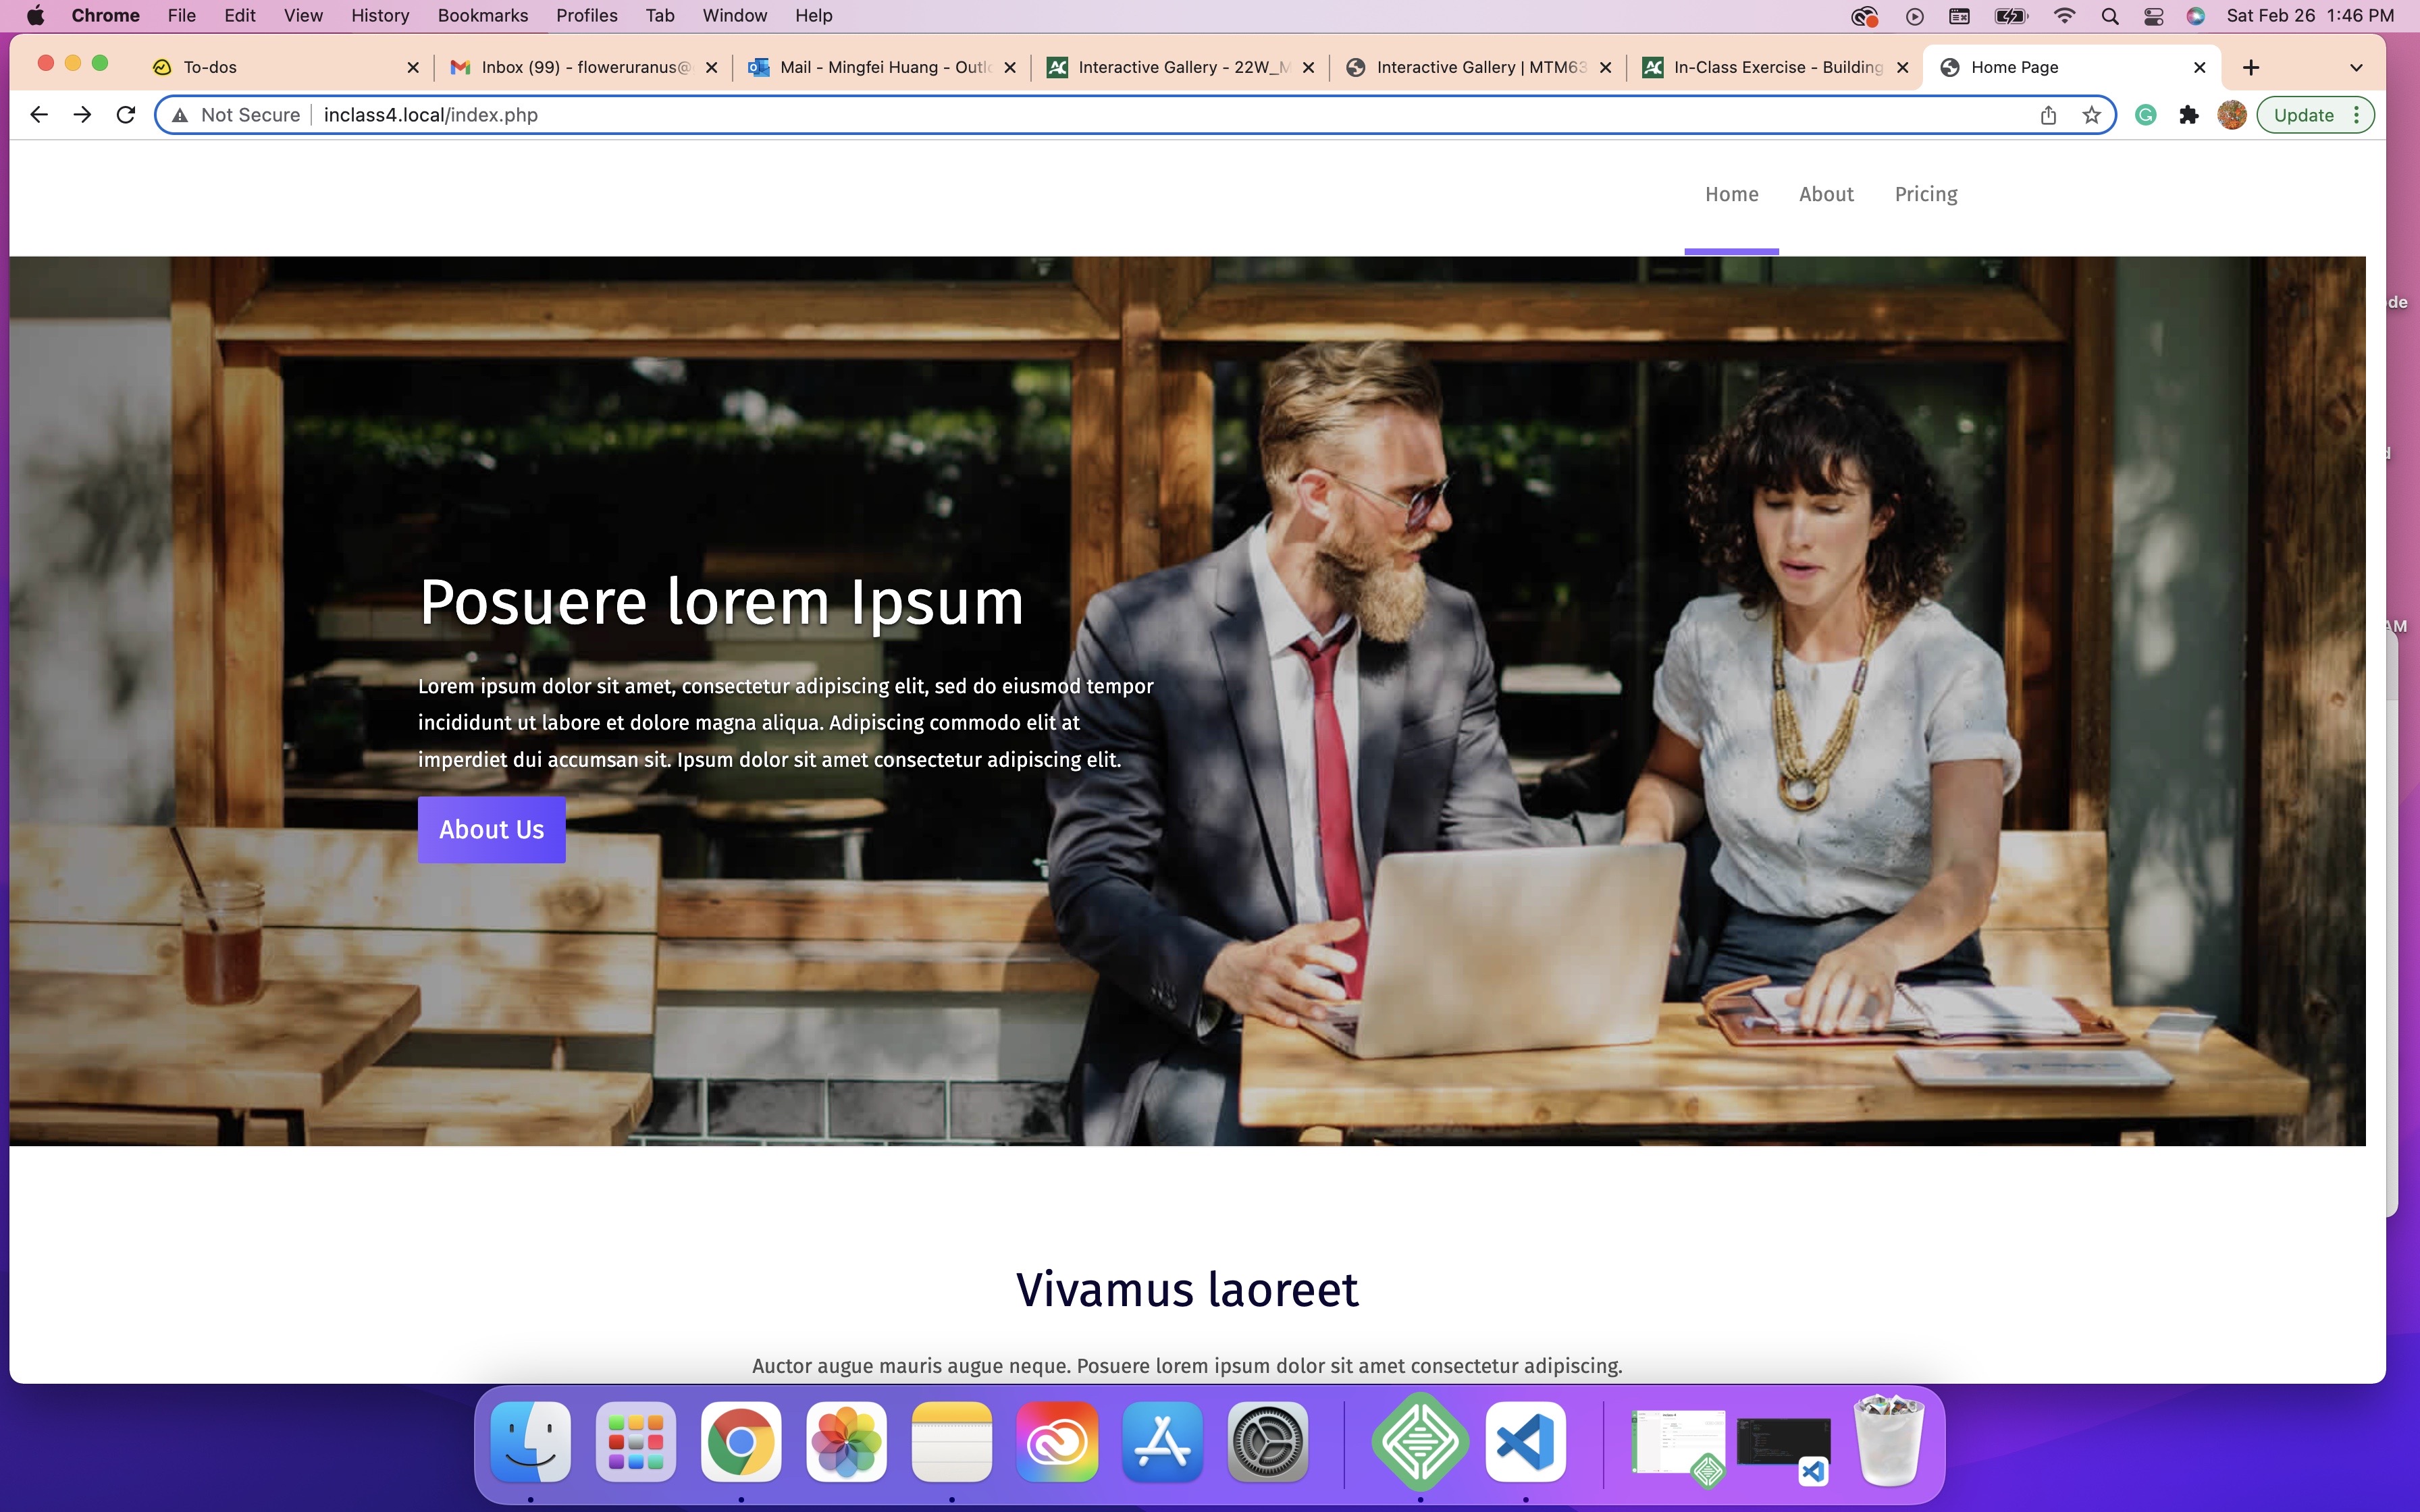 Chrome File Edit View History Bookmarks Profiles Tab Window Help Sat Feb 26 1:46 PM
To-dos Inbox (99) - floweruranus@ Mail - Mingfei Huang - Outl Interactive Gallery - 22W_M Interactive Gallery | MTM63 In-Class Exercise - Building Home Page
Not Secure inclass4.local/index.php Update
Home About Pricing
Posuere lorem Ipsum
Lorem ipsum dolor sit amet, consectetur adipiscing elit, sed do eiusmod tempor
incididunt ut labore et dolore magna aliqua. Adipiscing commodo elit at
imperdiet dui accumsan sit. Ipsum dolor sit amet consectetur adipiscing elit.
About Us
Vivamus laoreet
Auctor augue mauris augue neque. Posuere lorem ipsum dolor sit amet consectetur adipiscing.